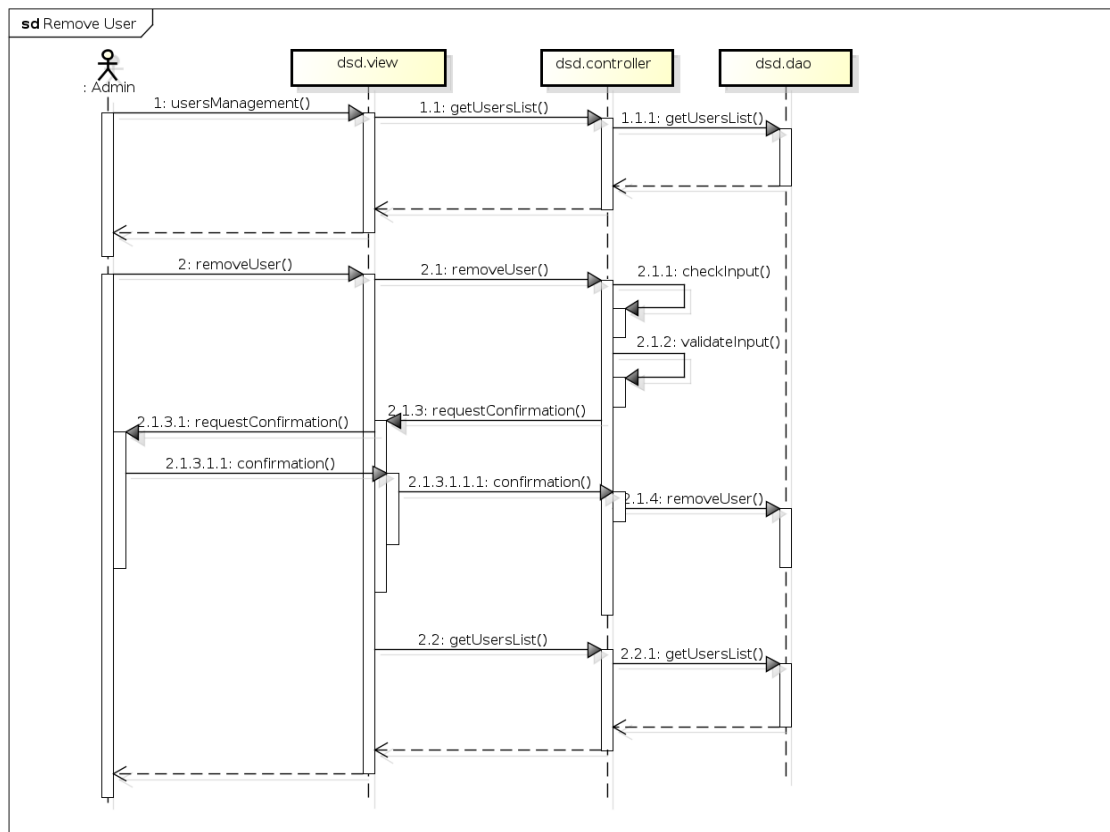 sd Remove User
: Admin
dsd.view
dsd.controller
dsd.dao
1: usersManagement()
1.1: getUsersList()
1.1.1: getUsersList()
2: removeUser()
2.1: removeUser()
2.1.1: checkInput()
2.1.2: validateInput()
2.1.3: requestConfirmation()
2.1.3.1: requestConfirmation()
2.1.3.1.1: confirmation()
2.1.3.1.1.1: confirmation()
2.1.4: removeUser()
2.2: getUsersList()
2.2.1: getUsersList()